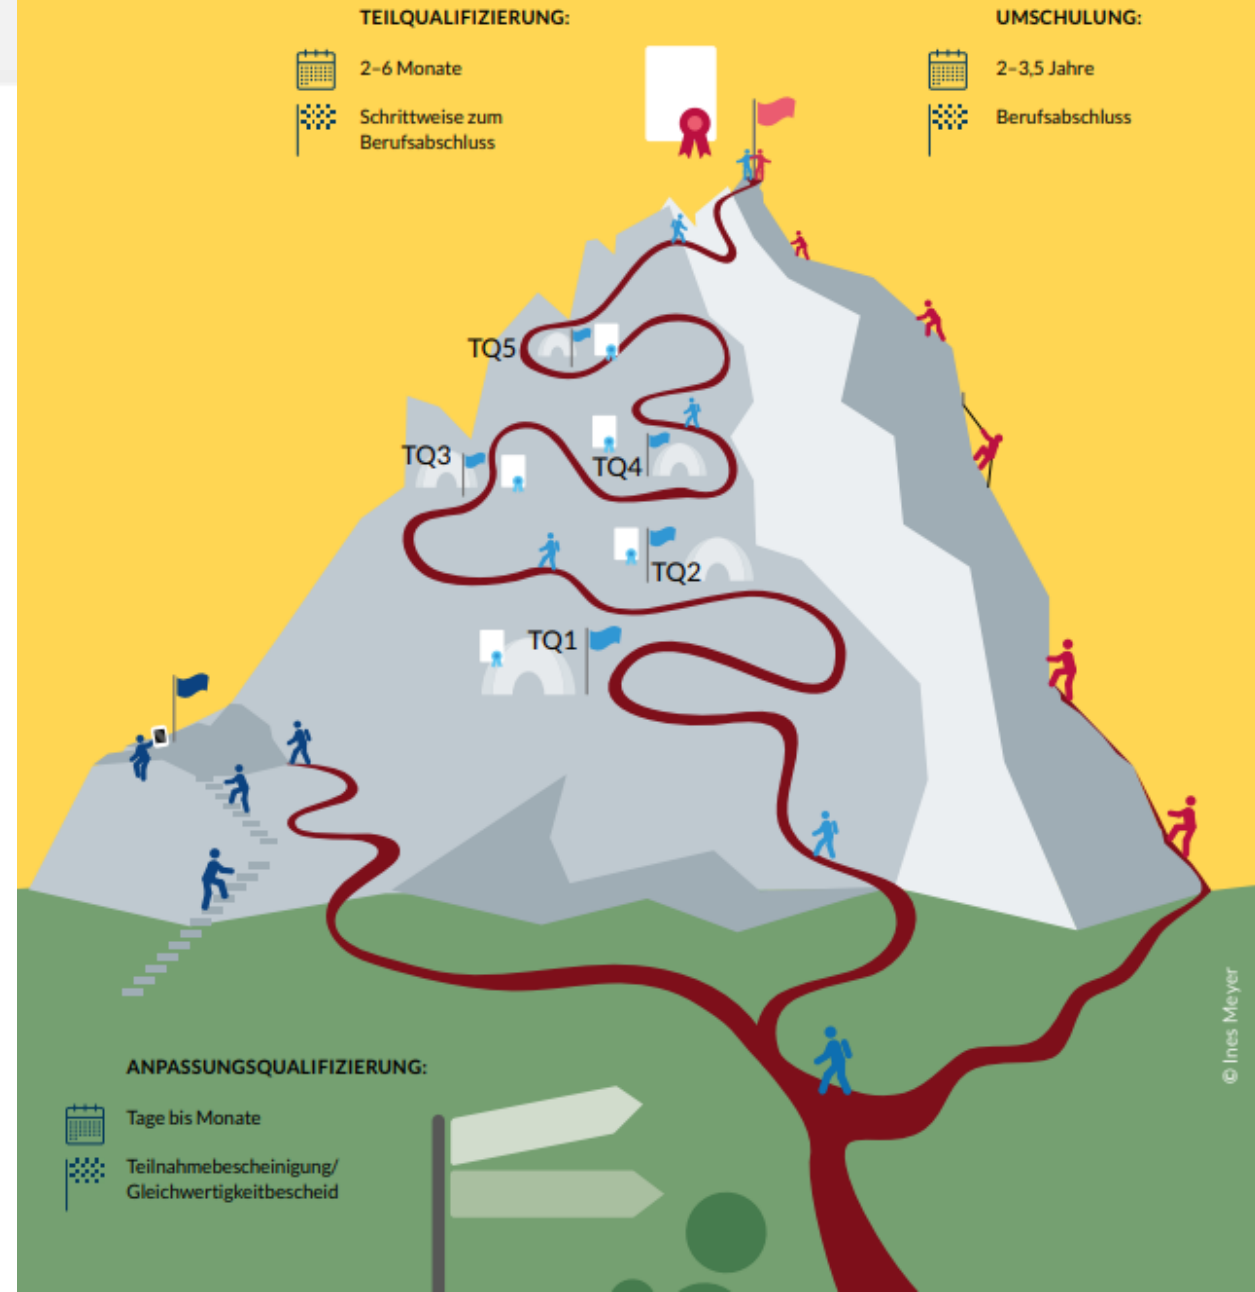 TEILQUALIFIZIERUNG:
2–6 Monate
Schrittweise zum
Berufsabschluss
UMSCHULUNG:
2–3,5 Jahre
Berufsabschluss
TQ5
TQ3
TQ4
TQ2
TQ1
© Ines Meyer
ANPASSUNGSQUALIFIZIERUNG:
Tage bis Monate
Teilnahmebescheinigung/
Gleichwertigkeitbescheid